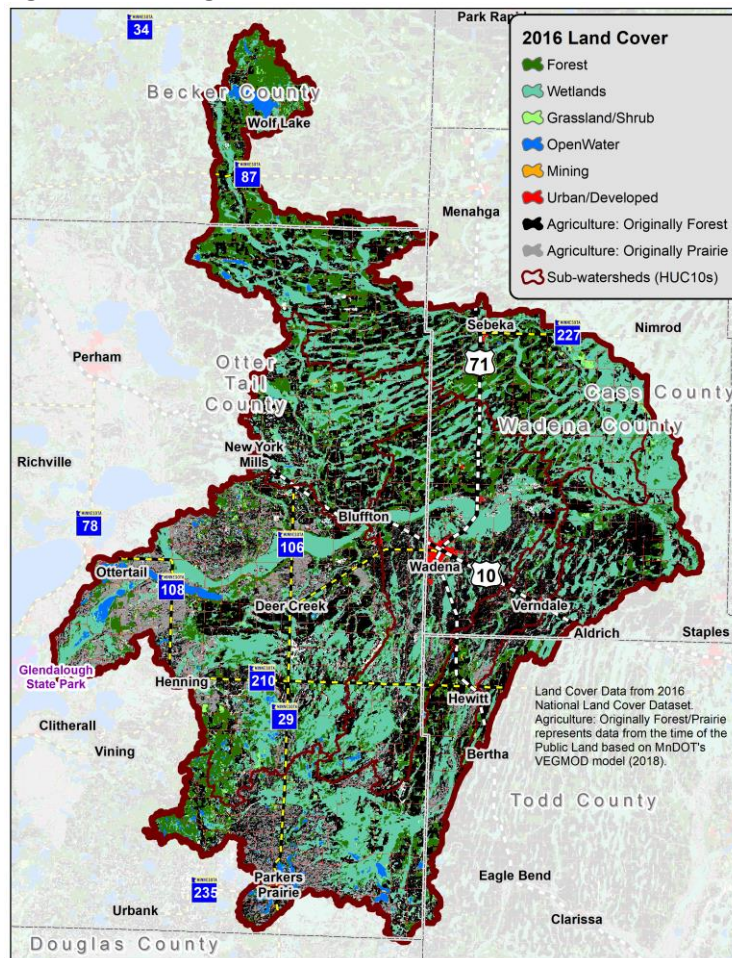 Park Rapi
34
2016 Land Cover
Forest
Wetlands
Grassland/Shrub
OpenWater
Mining
Urban/Developed
Agriculture: Originally Forest
Agriculture: Originally Prairie
Sub-watersheds (HUC10s)
Becker County
Wolf Lake
87
Menahga
Sebeka
227
Nimrod
Perham
71
Otter
Tail
County
Cass County
Wadena County
New York
Mills
Richville
Bluffton
78
106
Wadena
10
Ottertail
108
Deer Creek
Verndale
Aldrich
Staples
Glendalough
State Park
Henning
210
Hewitt
Land Cover Data from 2016
National Land Cover Dataset.
Agriculture: Originally Forest/Prairie
represents data from the time of the
Public Land based on MnDOT's
VEGMOD model (2018).
29
Clitherall
Vining
Bertha
Todd County
Parkers
Prairie
235
Eagle Bend
Urbank
Clarissa
Douglas County